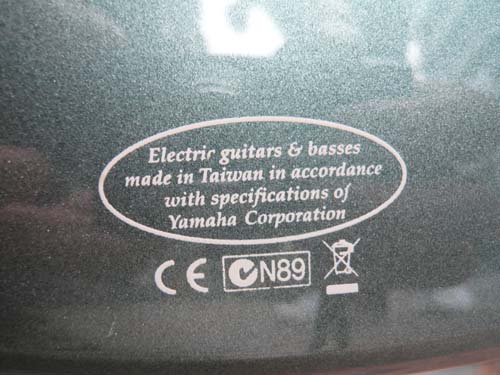 Electric guitars & basses
made in Taiwan in accordance
with specifications of
Yamaha Corporation
CE N89